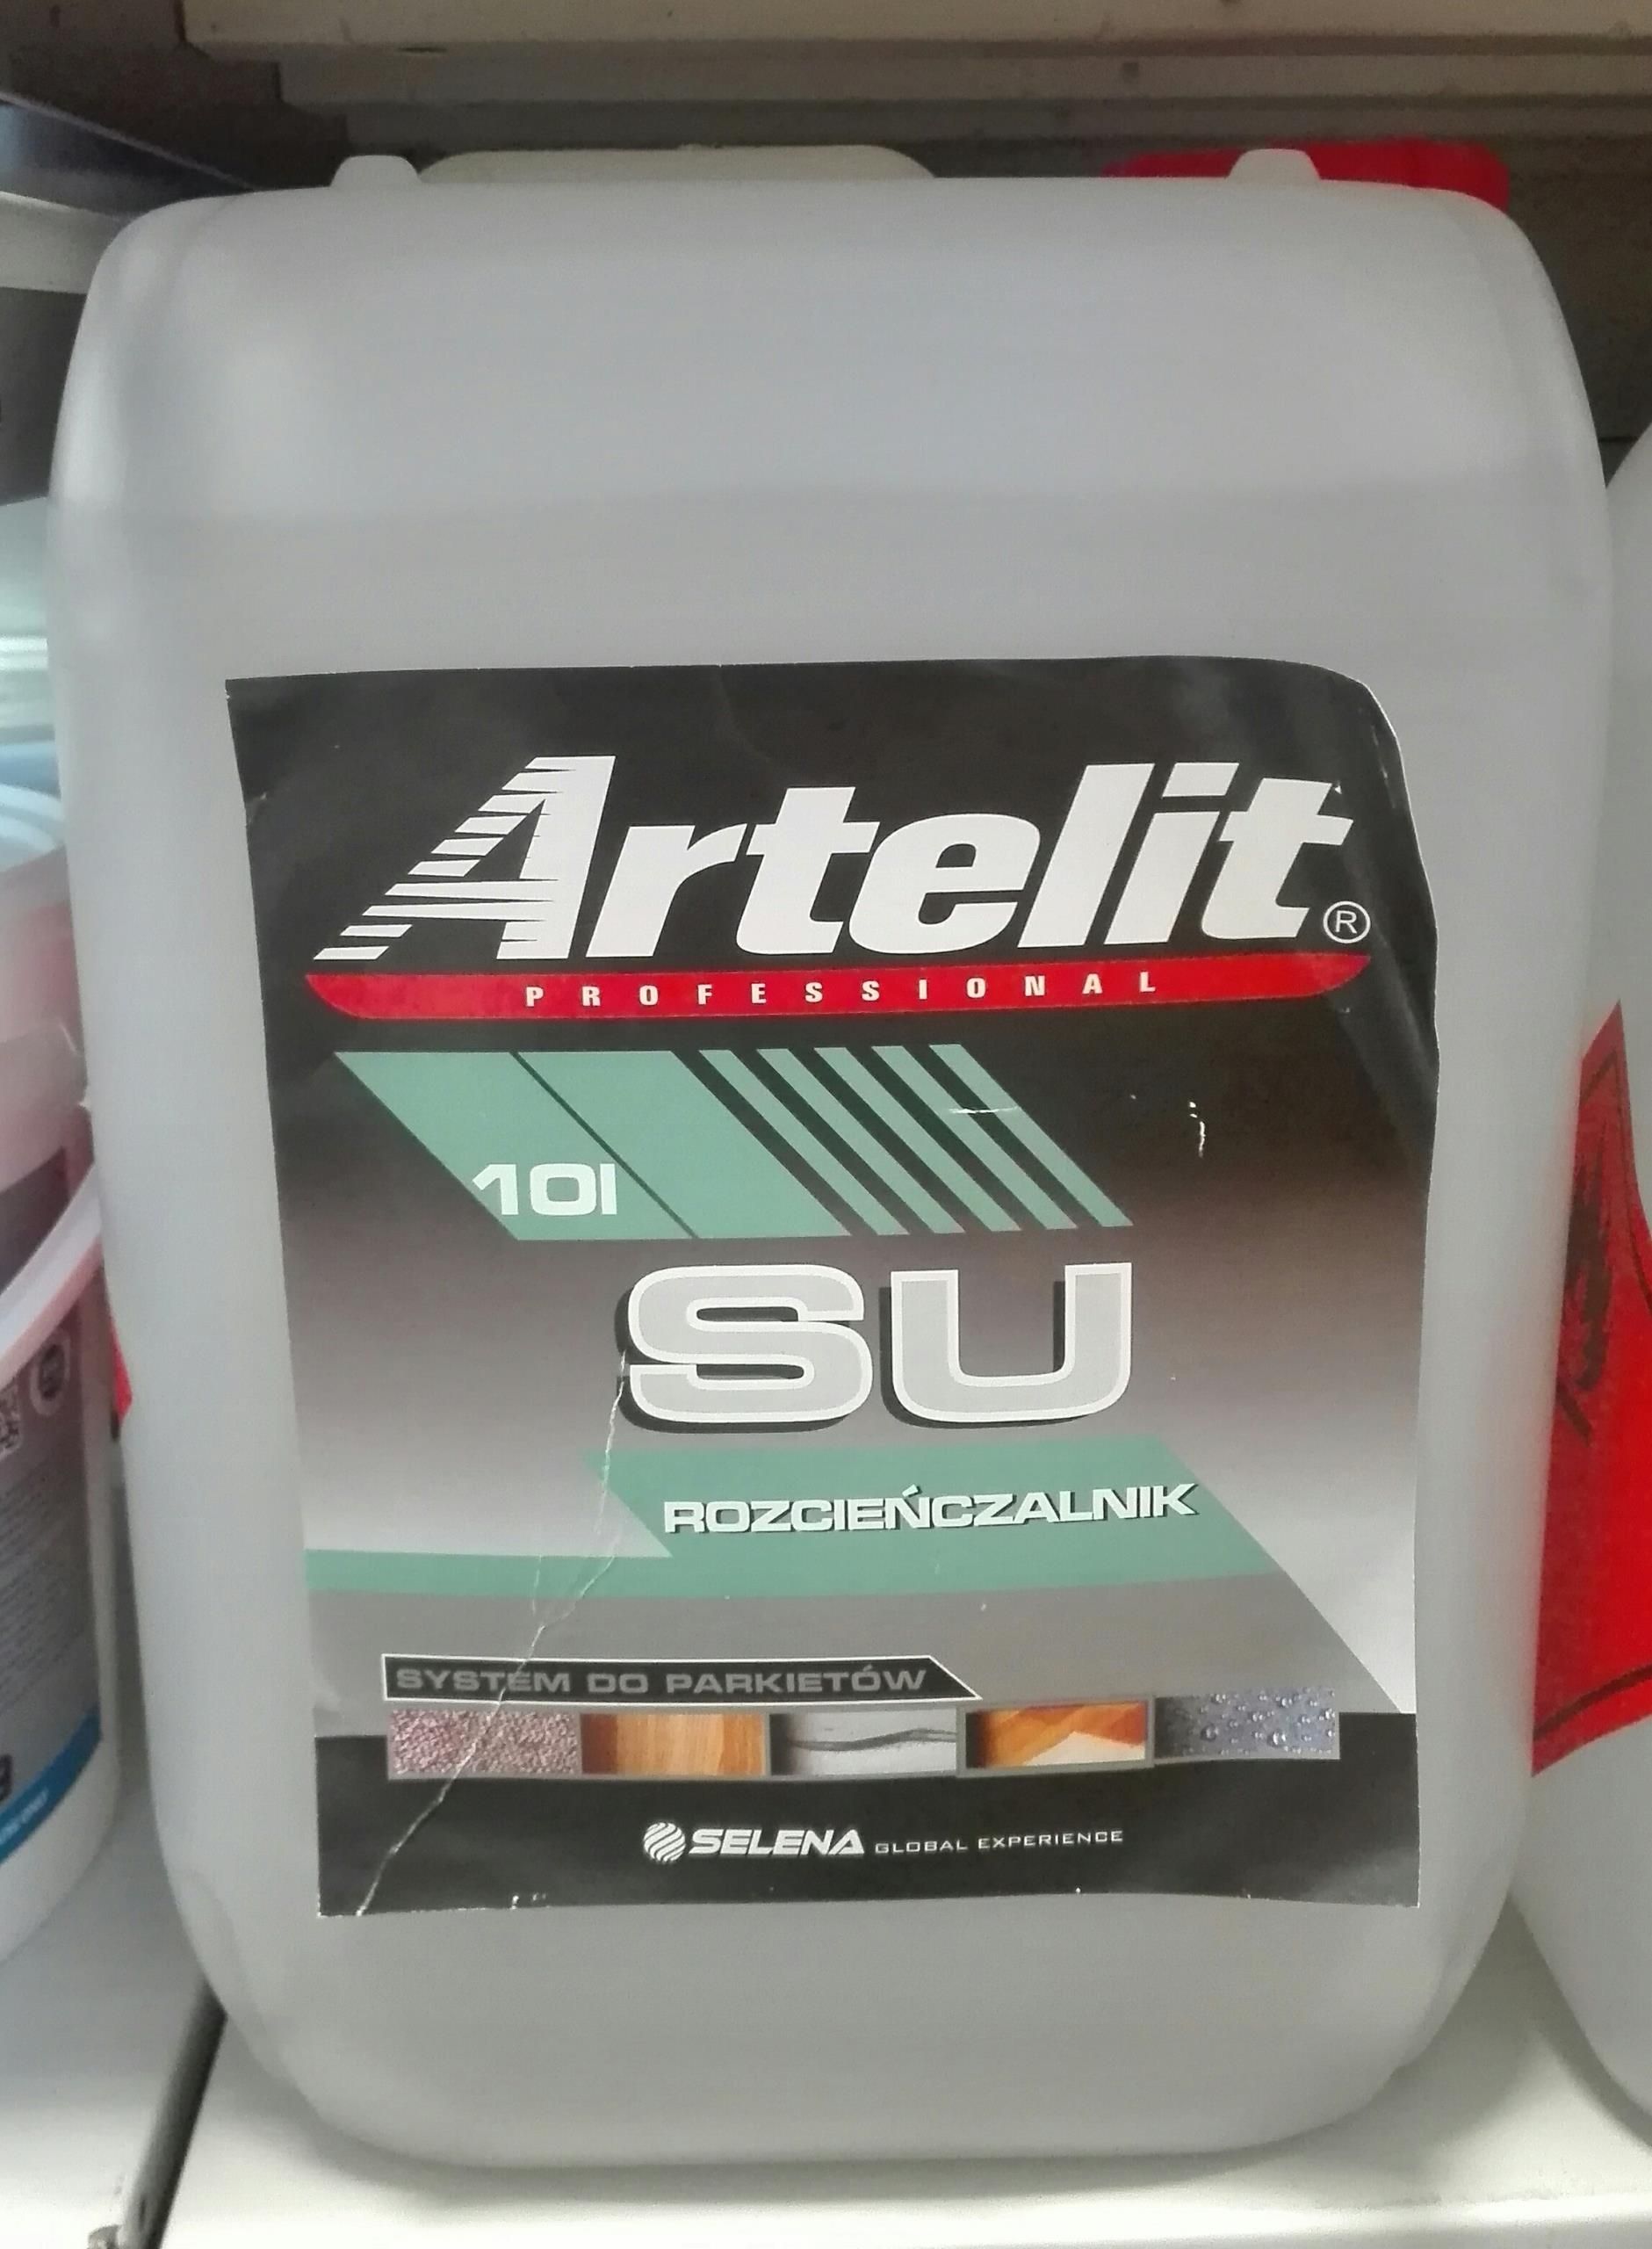 Artelit®
PROFESSIONAL
10l
SU
ROZCIEŃCZALNIK
SYSTEM DO PARKIETÓW
SELENA GLOBAL EXPERIENCE